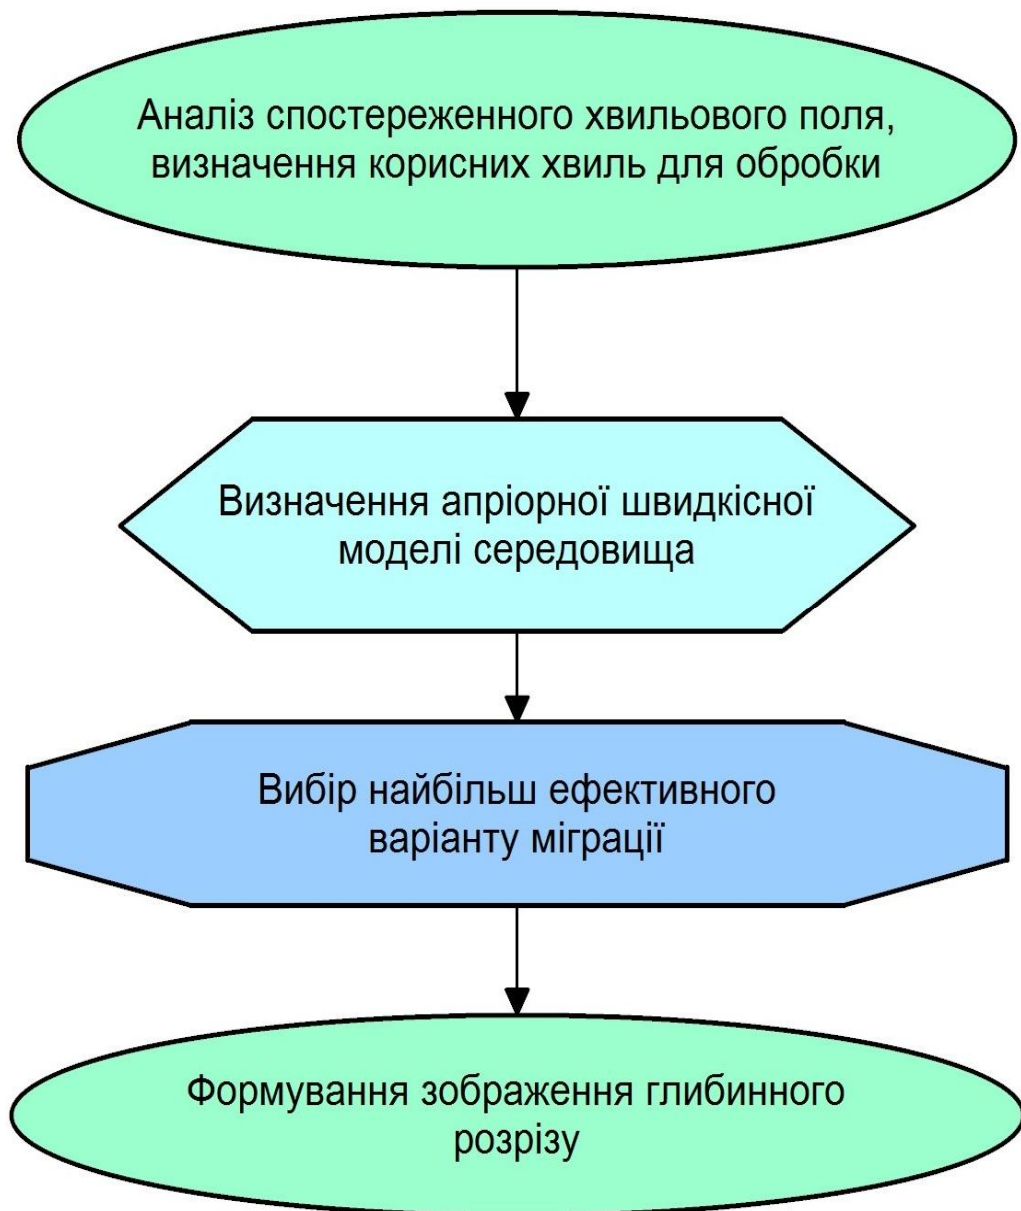 Аналіз спостереженного хвильового поля,
визначення корисних хвиль для обробки
Визначення апріорної швидкісної
моделі середовища
Вибір найбільш ефективного
варіанту міграції
Формування зображення глибинного
розрізу